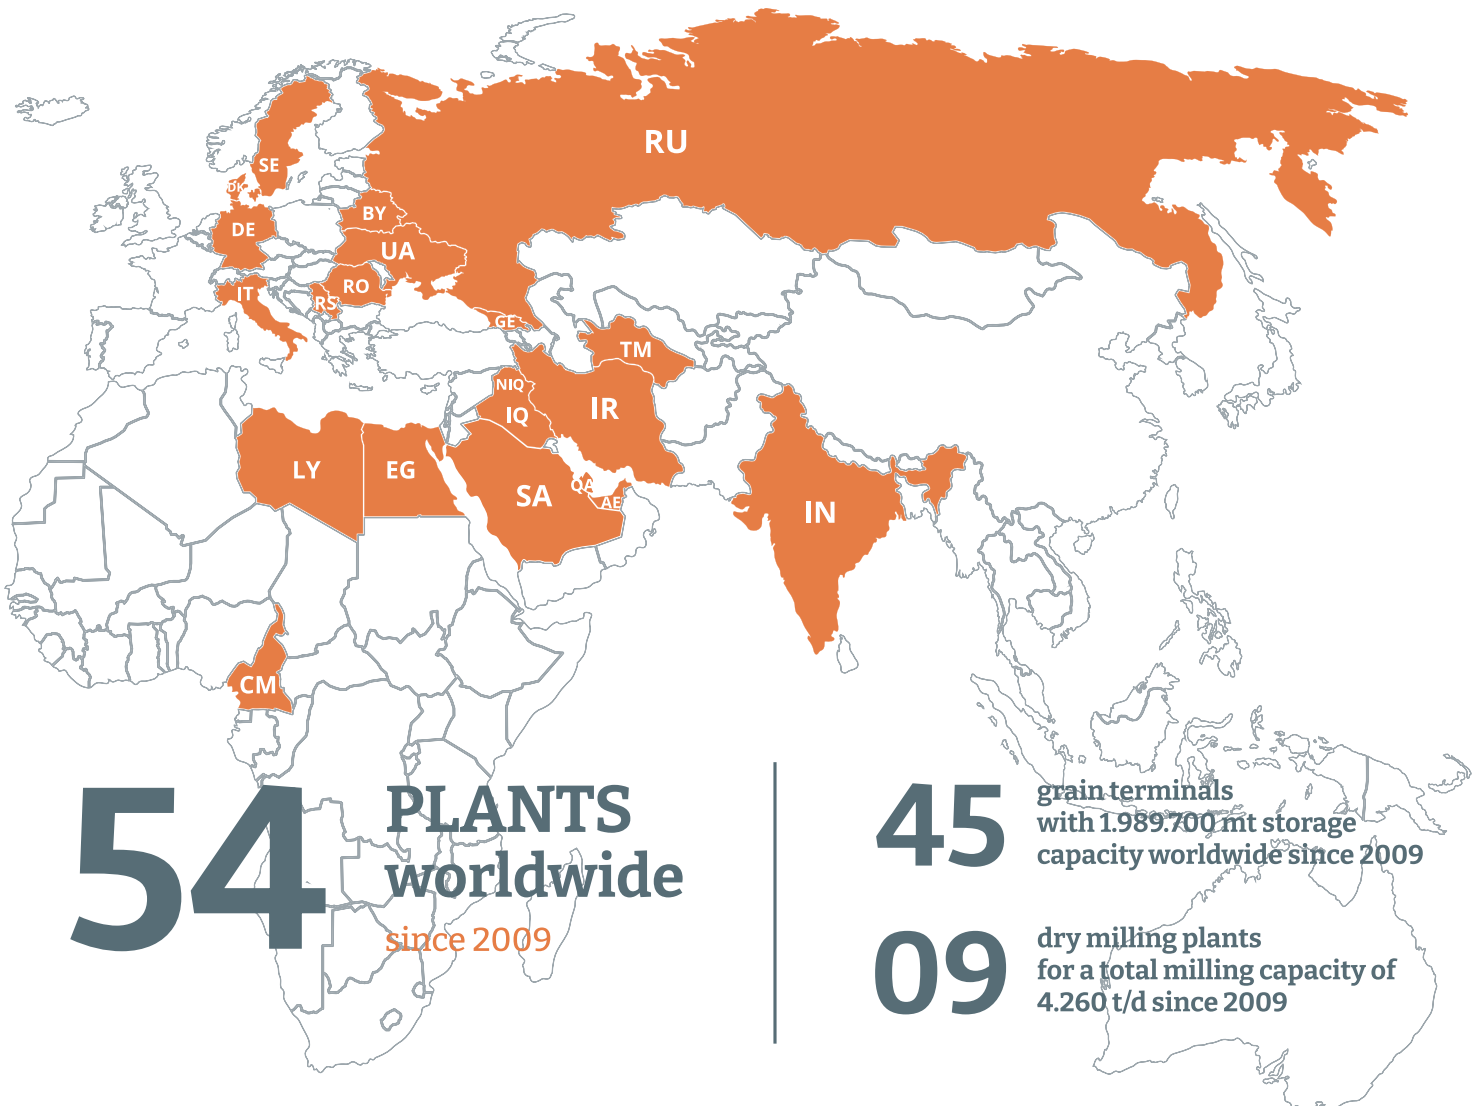 RU
SE
DK
BY
DE
UA
RO
IT
RS
GE
TM
NIQ
IQ
IR
LY
EG
SA
QA
AE
IN
CM
54
PLANTS
worldwide
since 2009
45
grain terminals
with 1.989.700 mt storage
capacity worldwide since 2009
09
dry milling plants
for a total milling capacity of
4.260 t/d since 2009